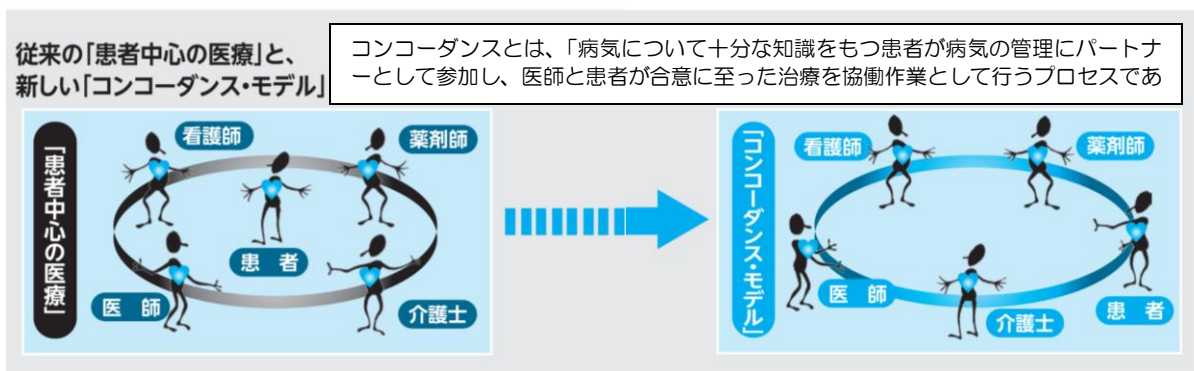 従来の「患者中心の医療」と、
新しい「コンコーダンス・モデル」
コンコーダンスとは、「病気について十分な知識をもつ患者が病気の管理にパートナ
ーとして参加し、医師と患者が合意に至った治療を協働作業として行うプロセスであ
「患者中心の医療」
看護師
薬剤師
患 者
医 師
介護士
「コンコーダンス・モデル」
看護師
薬剤師
医 師
介護士
患 者